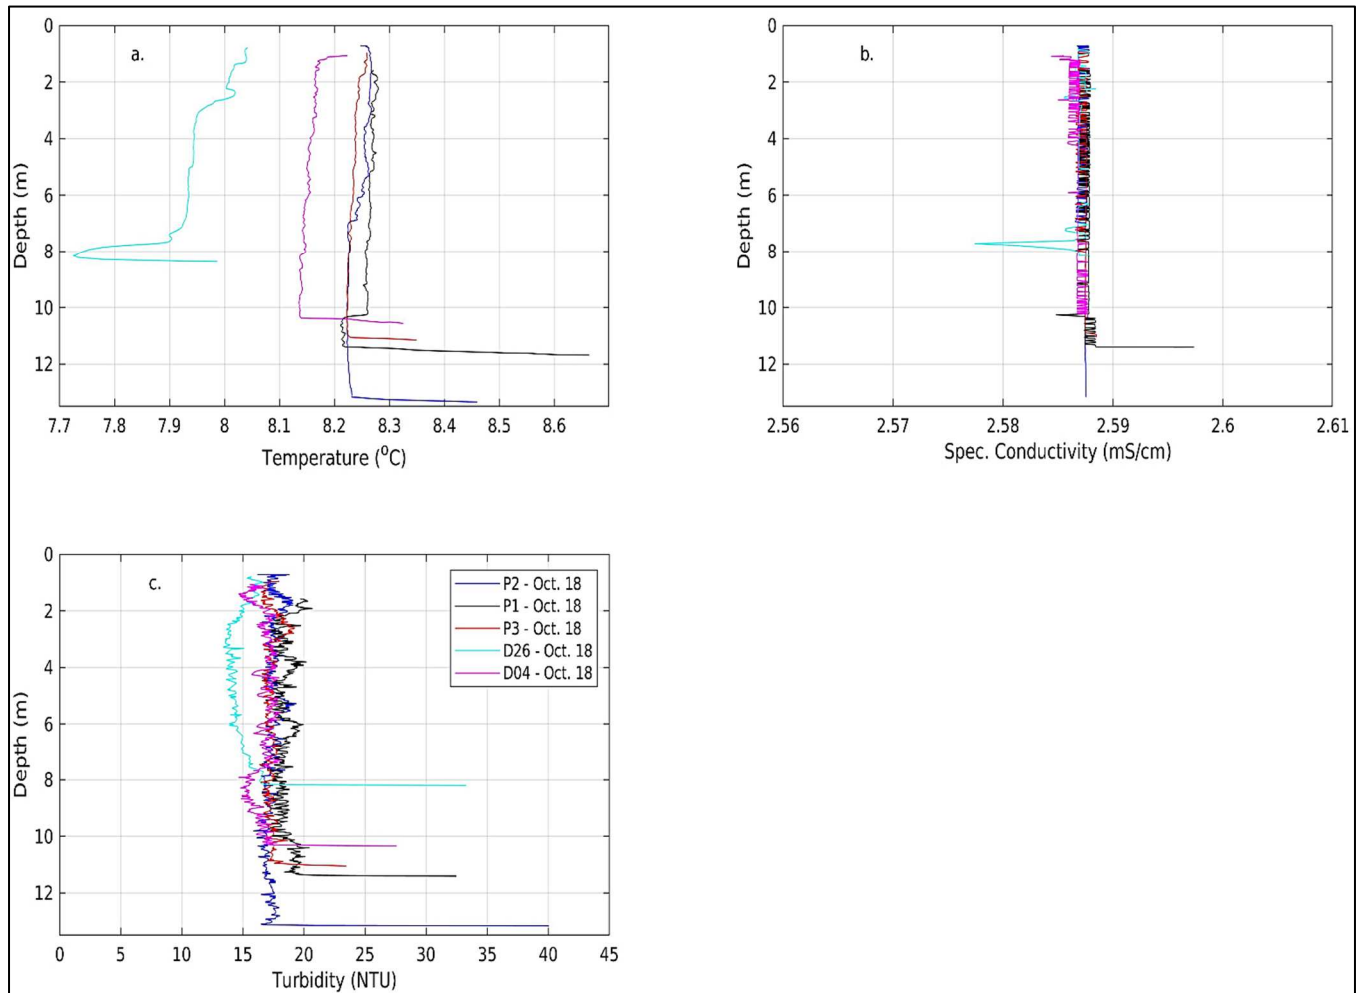 a.
0
2
4
6
8
10
12
Depth (m)
7.7 7.8 7.9 8 8.1 8.2 8.3 8.4 8.5 8.6
Temperature (⁰C)
b.
0
2
4
6
8
10
12
Depth (m)
2.56 2.57 2.58 2.59 2.6 2.61
Spec. Conductivity (mS/cm)
c.
0
2
4
6
8
10
12
Depth (m)
P2 - Oct. 18
P1 - Oct. 18
P3 - Oct. 18
D26 - Oct. 18
D04 - Oct. 18
0 5 10 15 20 25 30 35 40 45
Turbidity (NTU)